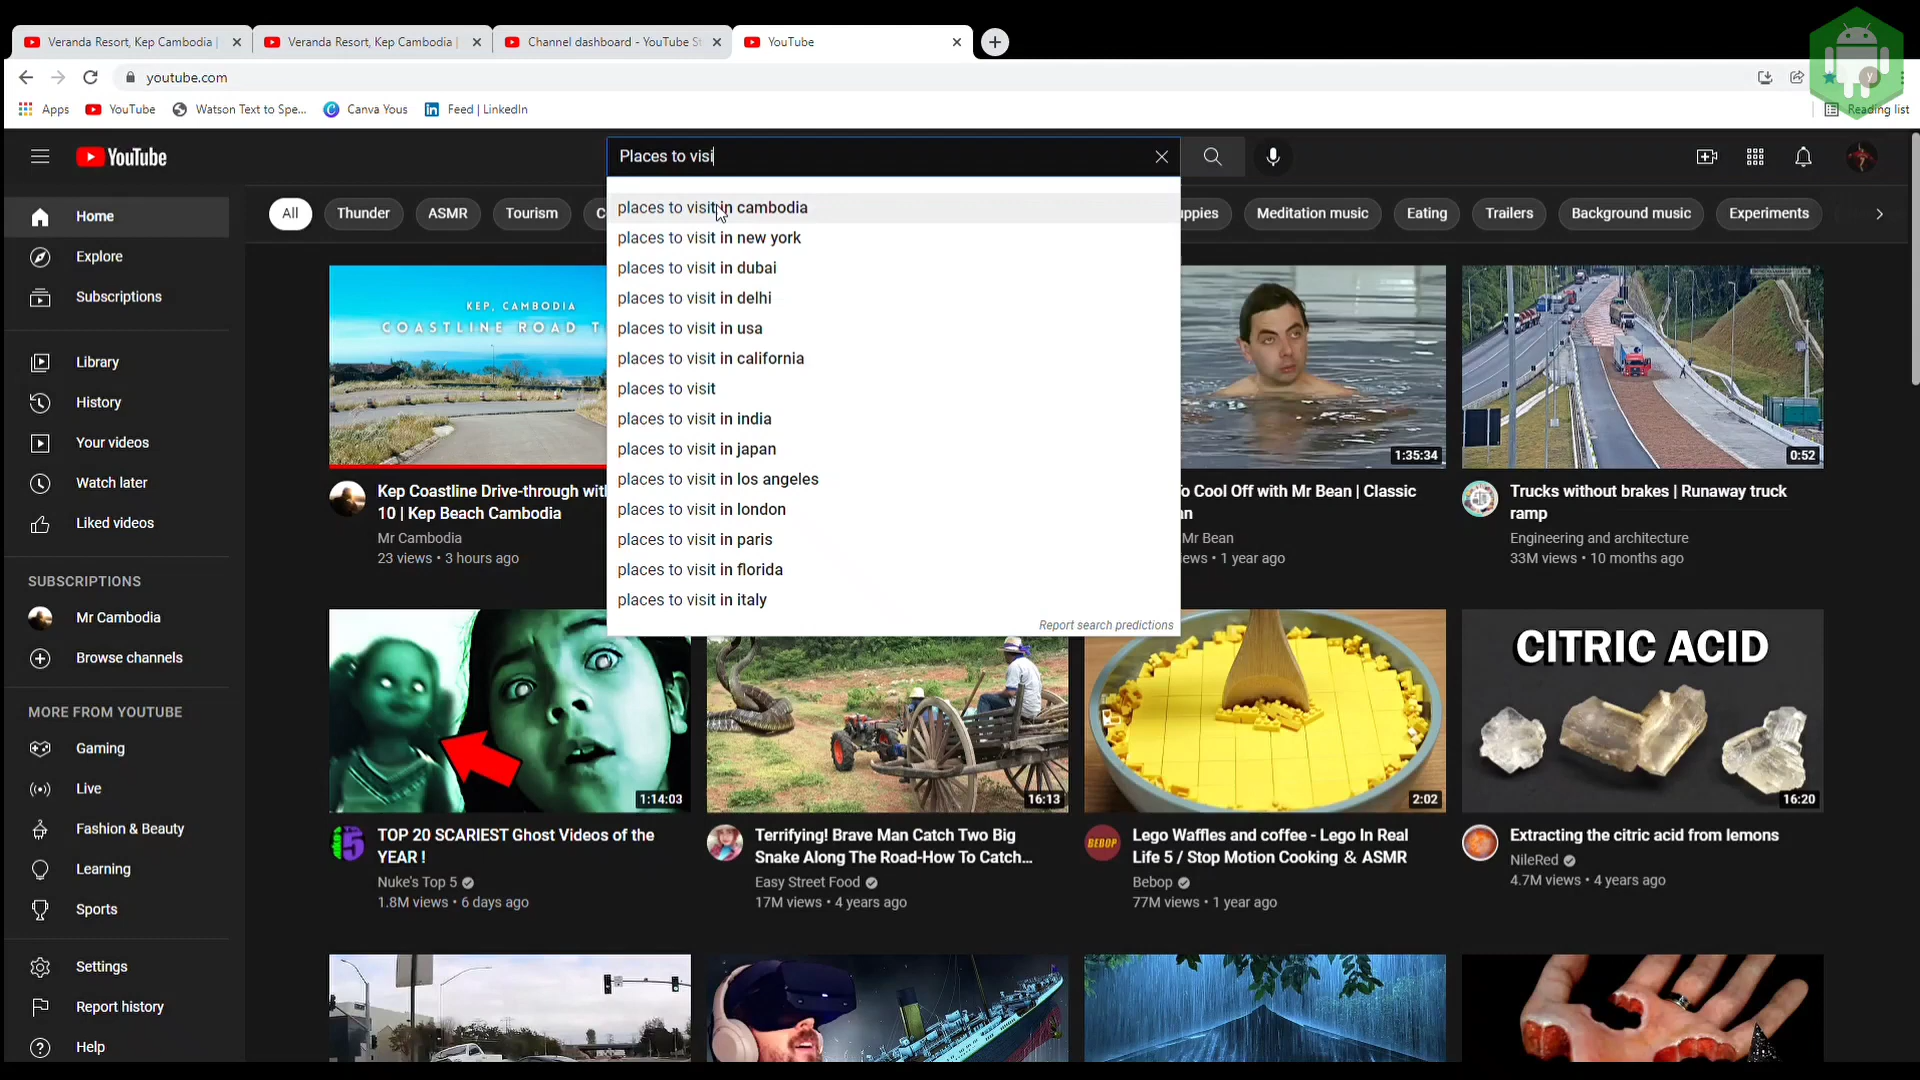 Veranda Resort, Kep Cambodia |
Veranda Resort, Kep Cambodia |
Channel dashboard - YouTube St
YouTube
youtube.com
Apps
YouTube
Watson Text to Spe...
Canva Yous
Feed | LinkedIn
Reading list
YouTube
Places to visi
Home
Explore
Subscriptions
Library
History
Your videos
Watch later
Liked videos
SUBSCRIPTIONS
Mr Cambodia
Browse channels
MORE FROM YOUTUBE
Gaming
Live
Fashion & Beauty
Learning
Sports
Settings
Report history
Help
All
Thunder
ASMR
Tourism
C
uppies
Meditation music
Eating
Trailers
Background music
Experiments
places to visit in cambodia
places to visit in new york
places to visit in dubai
places to visit in delhi
places to visit in usa
places to visit in california
places to visit
places to visit in india
places to visit in japan
places to visit in los angeles
places to visit in london
places to visit in paris
places to visit in florida
places to visit in italy
Report search predictions
KEP, CAMBODIA
COASTLINE ROAD T
Kep Coastline Drive-through with
10 | Kep Beach Cambodia
Mr Cambodia
23 views • 3 hours ago
1:35:34
To Cool Off with Mr Bean | Classic
an
Mr Bean
ews • 1 year ago
0:52
Trucks without brakes | Runaway truck
ramp
Engineering and architecture
33M views • 10 months ago
1:14:03
TOP 20 SCARIEST Ghost Videos of the
YEAR !
Nuke's Top 5
1.8M views • 6 days ago
16:13
Terrifying! Brave Man Catch Two Big
Snake Along The Road-How To Catch...
Easy Street Food
17M views • 4 years ago
2:02
BEBOP
Lego Waffles and coffee - Lego In Real
Life 5 / Stop Motion Cooking & ASMR
Bebop
77M views • 1 year ago
CITRIC ACID
16:20
Extracting the citric acid from lemons
NileRed
4.7M views • 4 years ago